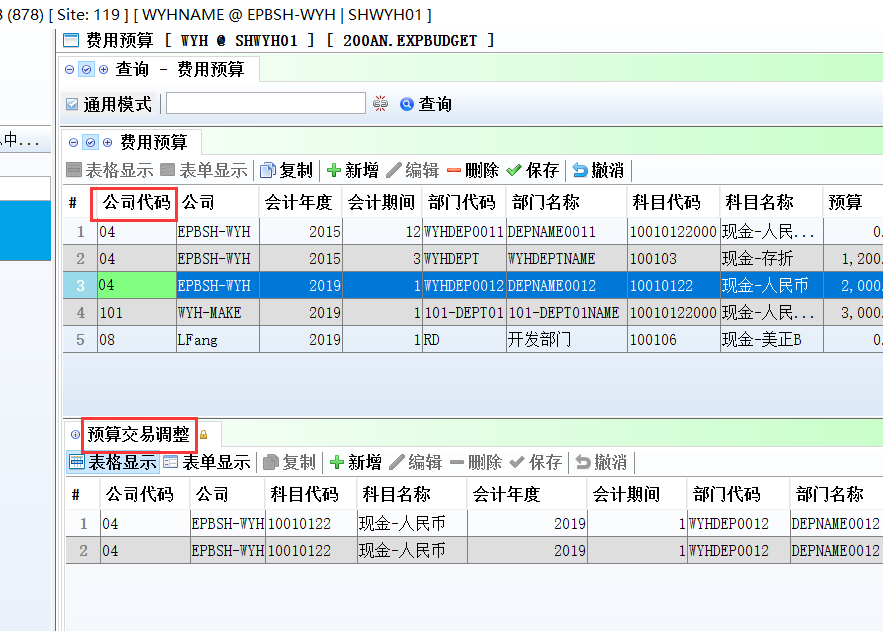 8 (878) [ Site: 119 ] [ WYHNAME @ EPBSH-WYH | SHWYH01 ]
费用预算 [ WYH @ SHWYH01 ] [ 200AN.EXPBUDGET ]
查询 - 费用预算
通用模式 查询
中...
费用预算
表格显示 表单显示 复制 新增 编辑 删除 保存 撤消
# 公司代码 公司 会计年度 会计期间 部门代码 部门名称 科目代码 科目名称 预算
1 04 EPBSH-WYH 2015 12 WYHDEP0011 DEPNAME0011 10010122000 现金-人民... 0.
2 04 EPBSH-WYH 2015 3 WYHDEPT WYHDEPTNAME 100103 现金-存折 1,200.
3 04 EPBSH-WYH 2019 1 WYHDEP0012 DEPNAME0012 10010122 现金-人民币 2,000.
4 101 WYH-MAKE 2019 1 101-DEPT01 101-DEPT01NAME 10010122000 现金-人民... 3,000.
5 08 LFang 2019 1 RD 开发部门 100106 现金-美正B 0.
预算交易调整
表格显示 表单显示 复制 新增 编辑 删除 保存 撤消
# 公司代码 公司 科目代码 科目名称 会计年度 会计期间 部门代码 部门名称
1 04 EPBSH-WYH 10010122 现金-人民币 2019 1 WYHDEP0012 DEPNAME0012
2 04 EPBSH-WYH 10010122 现金-人民币 2019 1 WYHDEP0012 DEPNAME0012